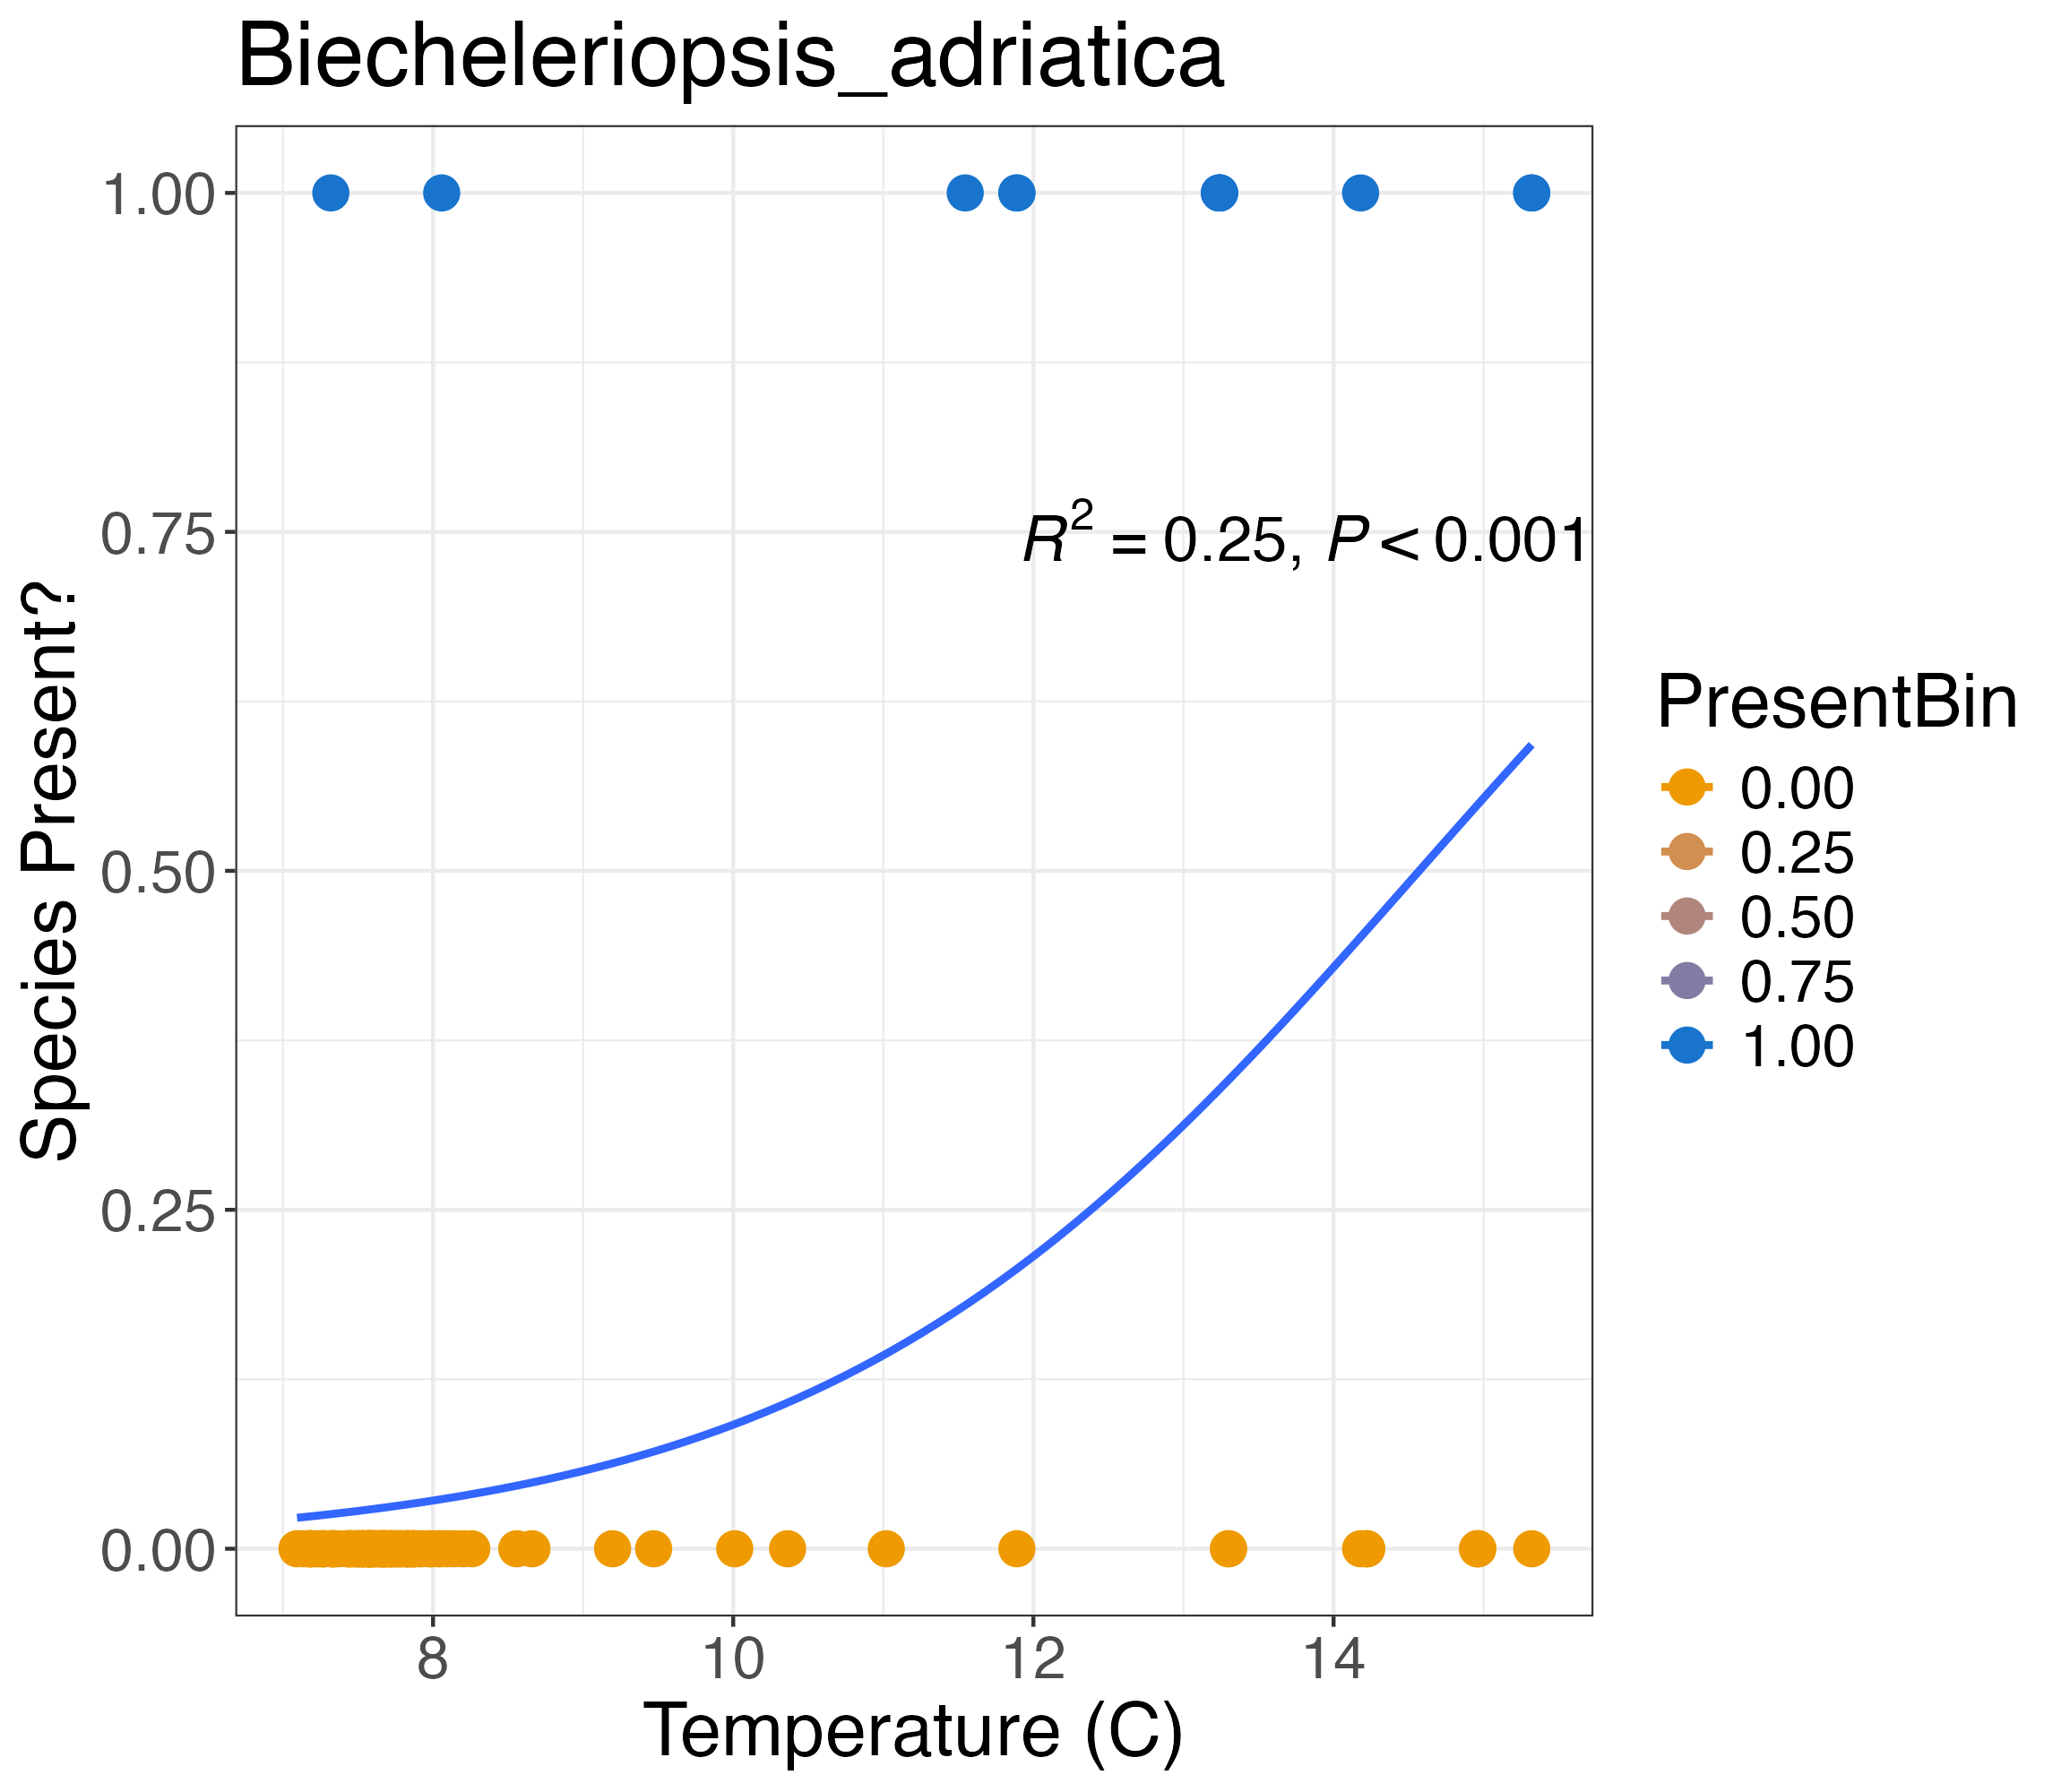 Biecheleriopsis_adriatica
1.00
0.75
0.50
0.25
0.00
Species Present?
R² = 0.25, P < 0.001
8 10 12 14
Temperature (C)
PresentBin
0.00
0.25
0.50
0.75
1.00